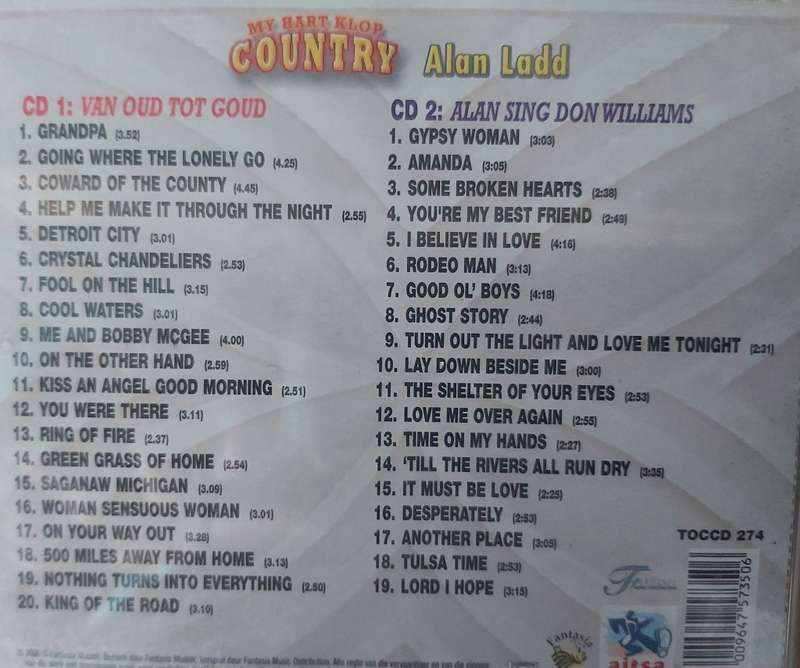 MY HART KLOP
COUNTRY
Alan Ladd
CD 1: VAN OUD TOT GOUD
1. GRANDPA (3.52)
2. GOING WHERE THE LONELY GO (4.25)
3. COWARD OF THE COUNTY (4.45)
4. HELP ME MAKE IT THROUGH THE NIGHT (2.55)
5. DETROIT CITY (3.01)
6. CRYSTAL CHANDELIERS (2.53)
7. FOOL ON THE HILL (3.15)
8. COOL WATERS (3.01)
9. ME AND BOBBY MCGEE (4.00)
10. ON THE OTHER HAND (2.59)
11. KISS AN ANGEL GOOD MORNING (2.51)
12. YOU WERE THERE (3.11)
13. RING OF FIRE (2.37)
14. GREEN GRASS OF HOME (2.54)
15. SAGANAW MICHIGAN (3.09)
16. WOMAN SENSUOUS WOMAN (3.01)
17. ON YOUR WAY OUT (3.28)
18. 500 MILES AWAY FROM HOME (3.13)
19. NOTHING TURNS INTO EVERYTHING (2.50)
20. KING OF THE ROAD (3.10)
CD 2: ALAN SING DON WILLIAMS
1. GYPSY WOMAN (3:03)
2. AMANDA (3:05)
3. SOME BROKEN HEARTS (2:38)
4. YOU'RE MY BEST FRIEND (2:49)
5. I BELIEVE IN LOVE (4:16)
6. RODEO MAN (3:13)
7. GOOD OL' BOYS (4:18)
8. GHOST STORY (2:44)
9. TURN OUT THE LIGHT AND LOVE ME TONIGHT (2:31)
10. LAY DOWN BESIDE ME (3:00)
11. THE SHELTER OF YOUR EYES (2:53)
12. LOVE ME OVER AGAIN (2:55)
13. TIME ON MY HANDS (2:27)
14. 'TILL THE RIVERS ALL RUN DRY (3:35)
15. IT MUST BE LOVE (2:25)
16. DESPERATELY (2:53)
17. ANOTHER PLACE (3:05)
18. TULSA TIME (2:53)
19. LORD I HOPE (3:15)
TOCCD 274
009647 573506
Fantasia
airsa